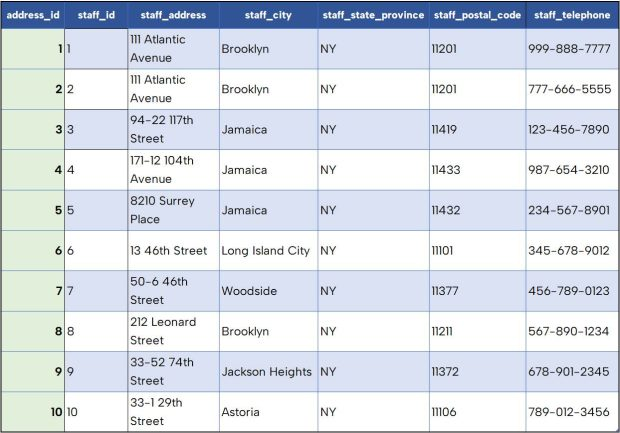 address_id staff_id staff_address staff_city staff_state_province staff_postal_code staff_telephone
1 1 111 Atlantic Avenue Brooklyn NY 11201 999-888-7777
2 2 111 Atlantic Avenue Brooklyn NY 11201 777-666-5555
3 3 94-22 117th Street Jamaica NY 11419 123-456-7890
4 4 171-12 104th Avenue Jamaica NY 11433 987-654-3210
5 5 8210 Surrey Place Jamaica NY 11432 234-567-8901
6 6 13 46th Street Long Island City NY 11101 345-678-9012
7 7 50-6 46th Street Woodside NY 11377 456-789-0123
8 8 212 Leonard Street Brooklyn NY 11211 567-890-1234
9 9 33-52 74th Street Jackson Heights NY 11372 678-901-2345
10 10 33-1 29th Street Astoria NY 11106 789-012-3456